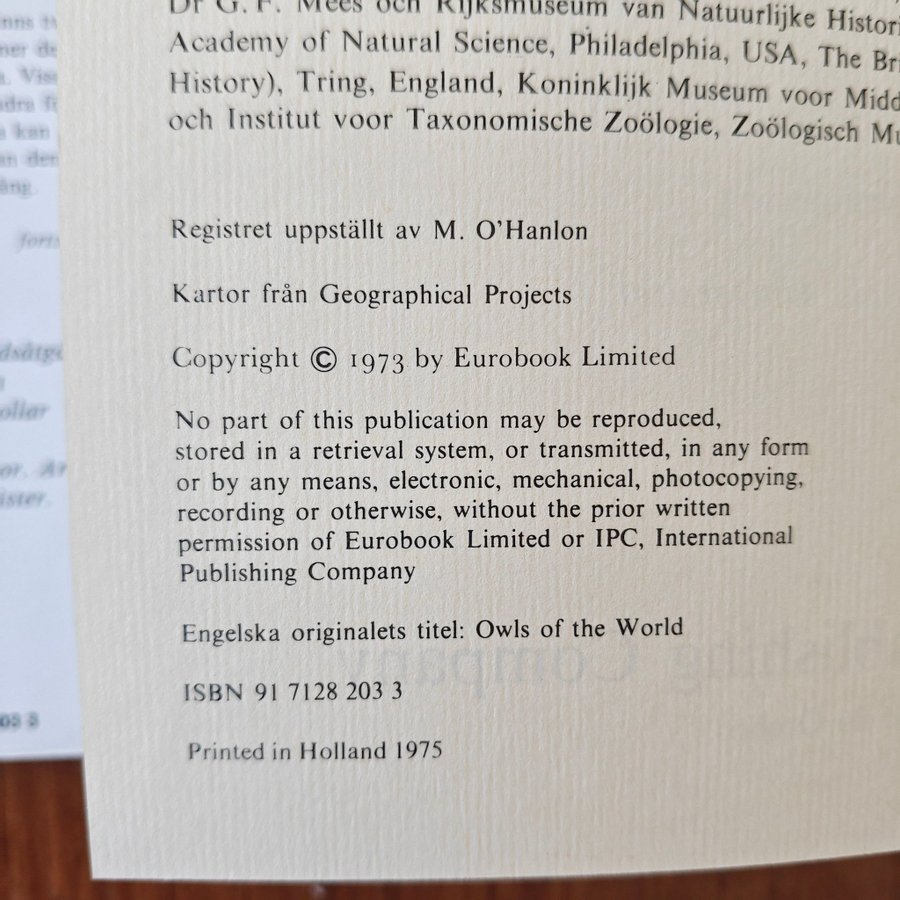 Dr G. F. Mees och Rijksmuseum van Natuurlijke
Academy of Natural Science, Philadelphia, USA, The
History), Tring, England, Koninklijk Museum voor
och Institut voor Taxonomische Zoölogie, Zoölogisch
Registret uppställt av M. O'Hanlon
Kartor från Geographical Projects
Copyright © 1973 by Eurobook Limited
No part of this publication may be reproduced,
stored in a retrieval system, or transmitted, in any form
or by any means, electronic, mechanical, photocopying,
recording or otherwise, without the prior written
permission of Eurobook Limited or IPC, International
Publishing Company
Engelska originalets titel: Owls of the World
ISBN 91 7128 203 3
Printed in Holland 1975